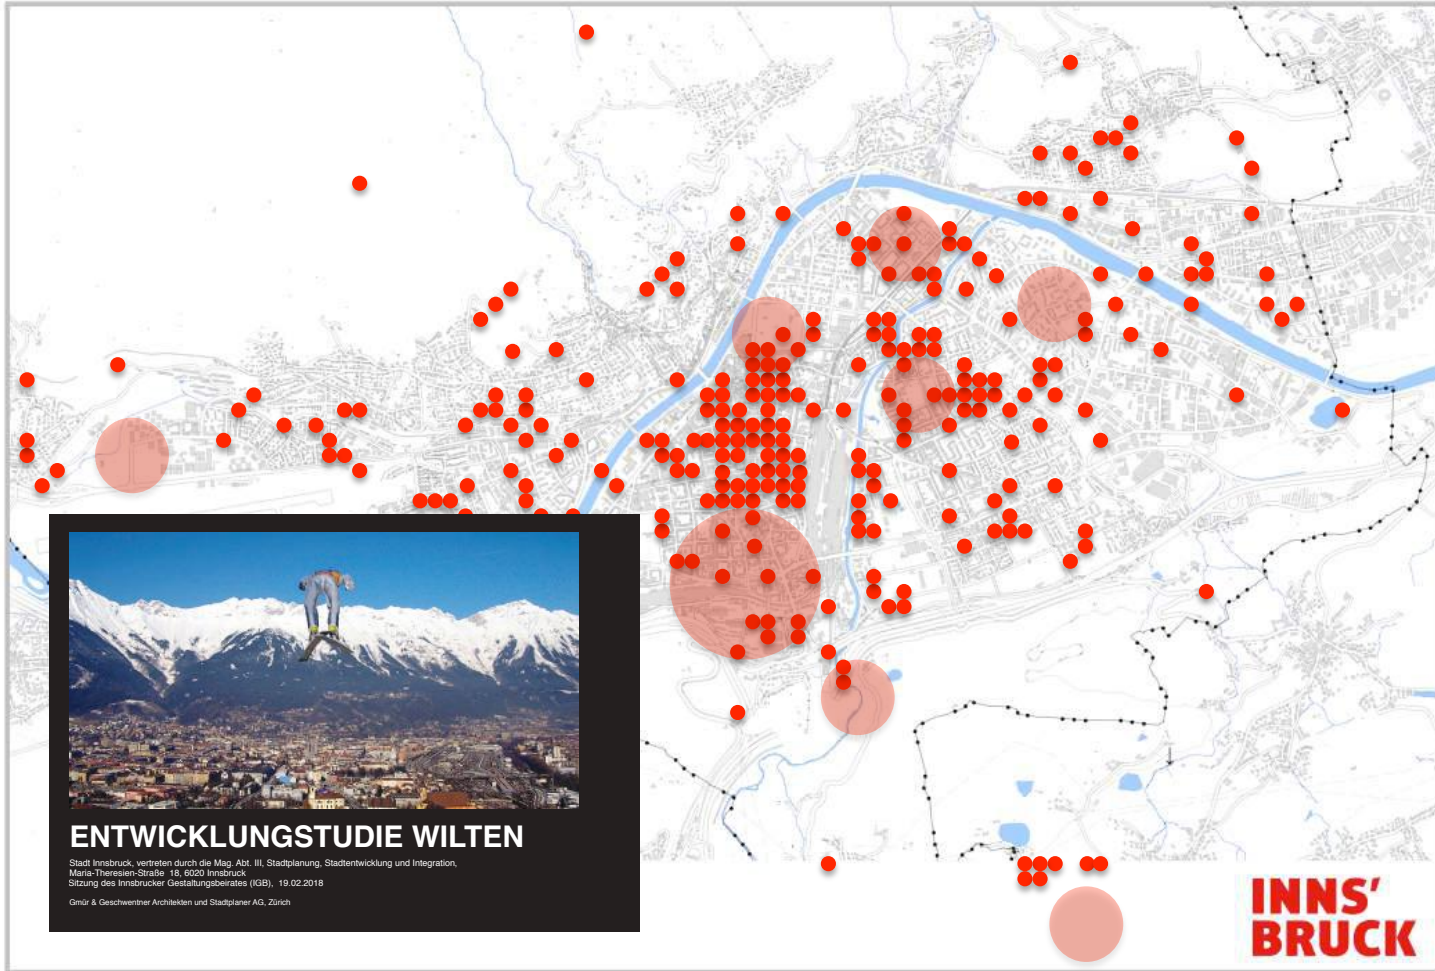 ENTWICKLUNGSTUDIE WILTEN
Stadt Innsbruck, vertreten durch die Mag. Abt. III, Stadtplanung, Stadtentwicklung und Integration,
Maria-Theresien-Straße 18, 6020 Innsbruck
Sitzung des Innsbrucker Gestaltungsbeirates (IGB), 19.02.2018
Gmür & Geschwentner Architekten und Stadtplaner AG, Zürich
INNS'
BRUCK